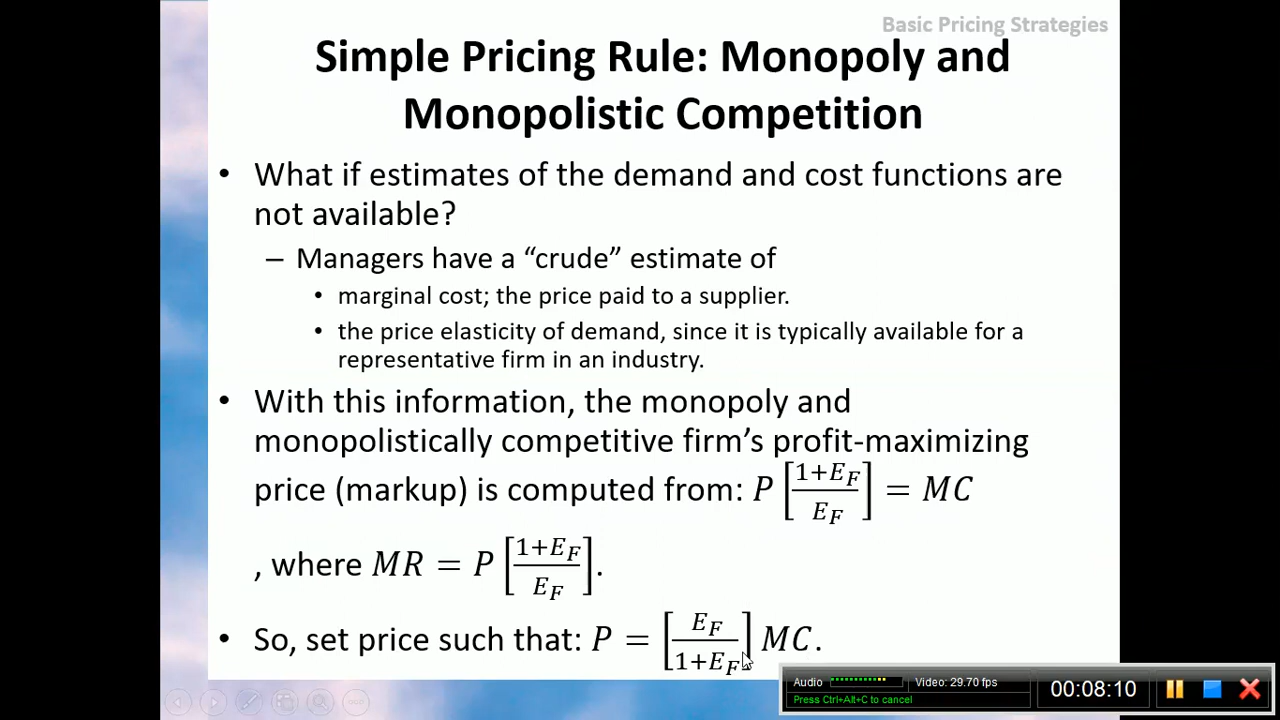 Basic Pricing Strategies
Simple Pricing Rule: Monopoly and
Monopolistic Competition
• What if estimates of the demand and cost functions are
not available?
– Managers have a “crude” estimate of
• marginal cost; the price paid to a supplier.
• the price elasticity of demand, since it is typically available for a
representative firm in an industry.
• With this information, the monopoly and
monopolistically competitive firm’s profit-maximizing
price (markup) is computed from: P[(1+E_F)/E_F] = MC
, where MR = P[(1+E_F)/E_F].
• So, set price such that: P = [E_F/(1+E_F)] MC.
Audio Video: 29.70 fps 00:08:10
Press Ctrl+Alt+C to cancel